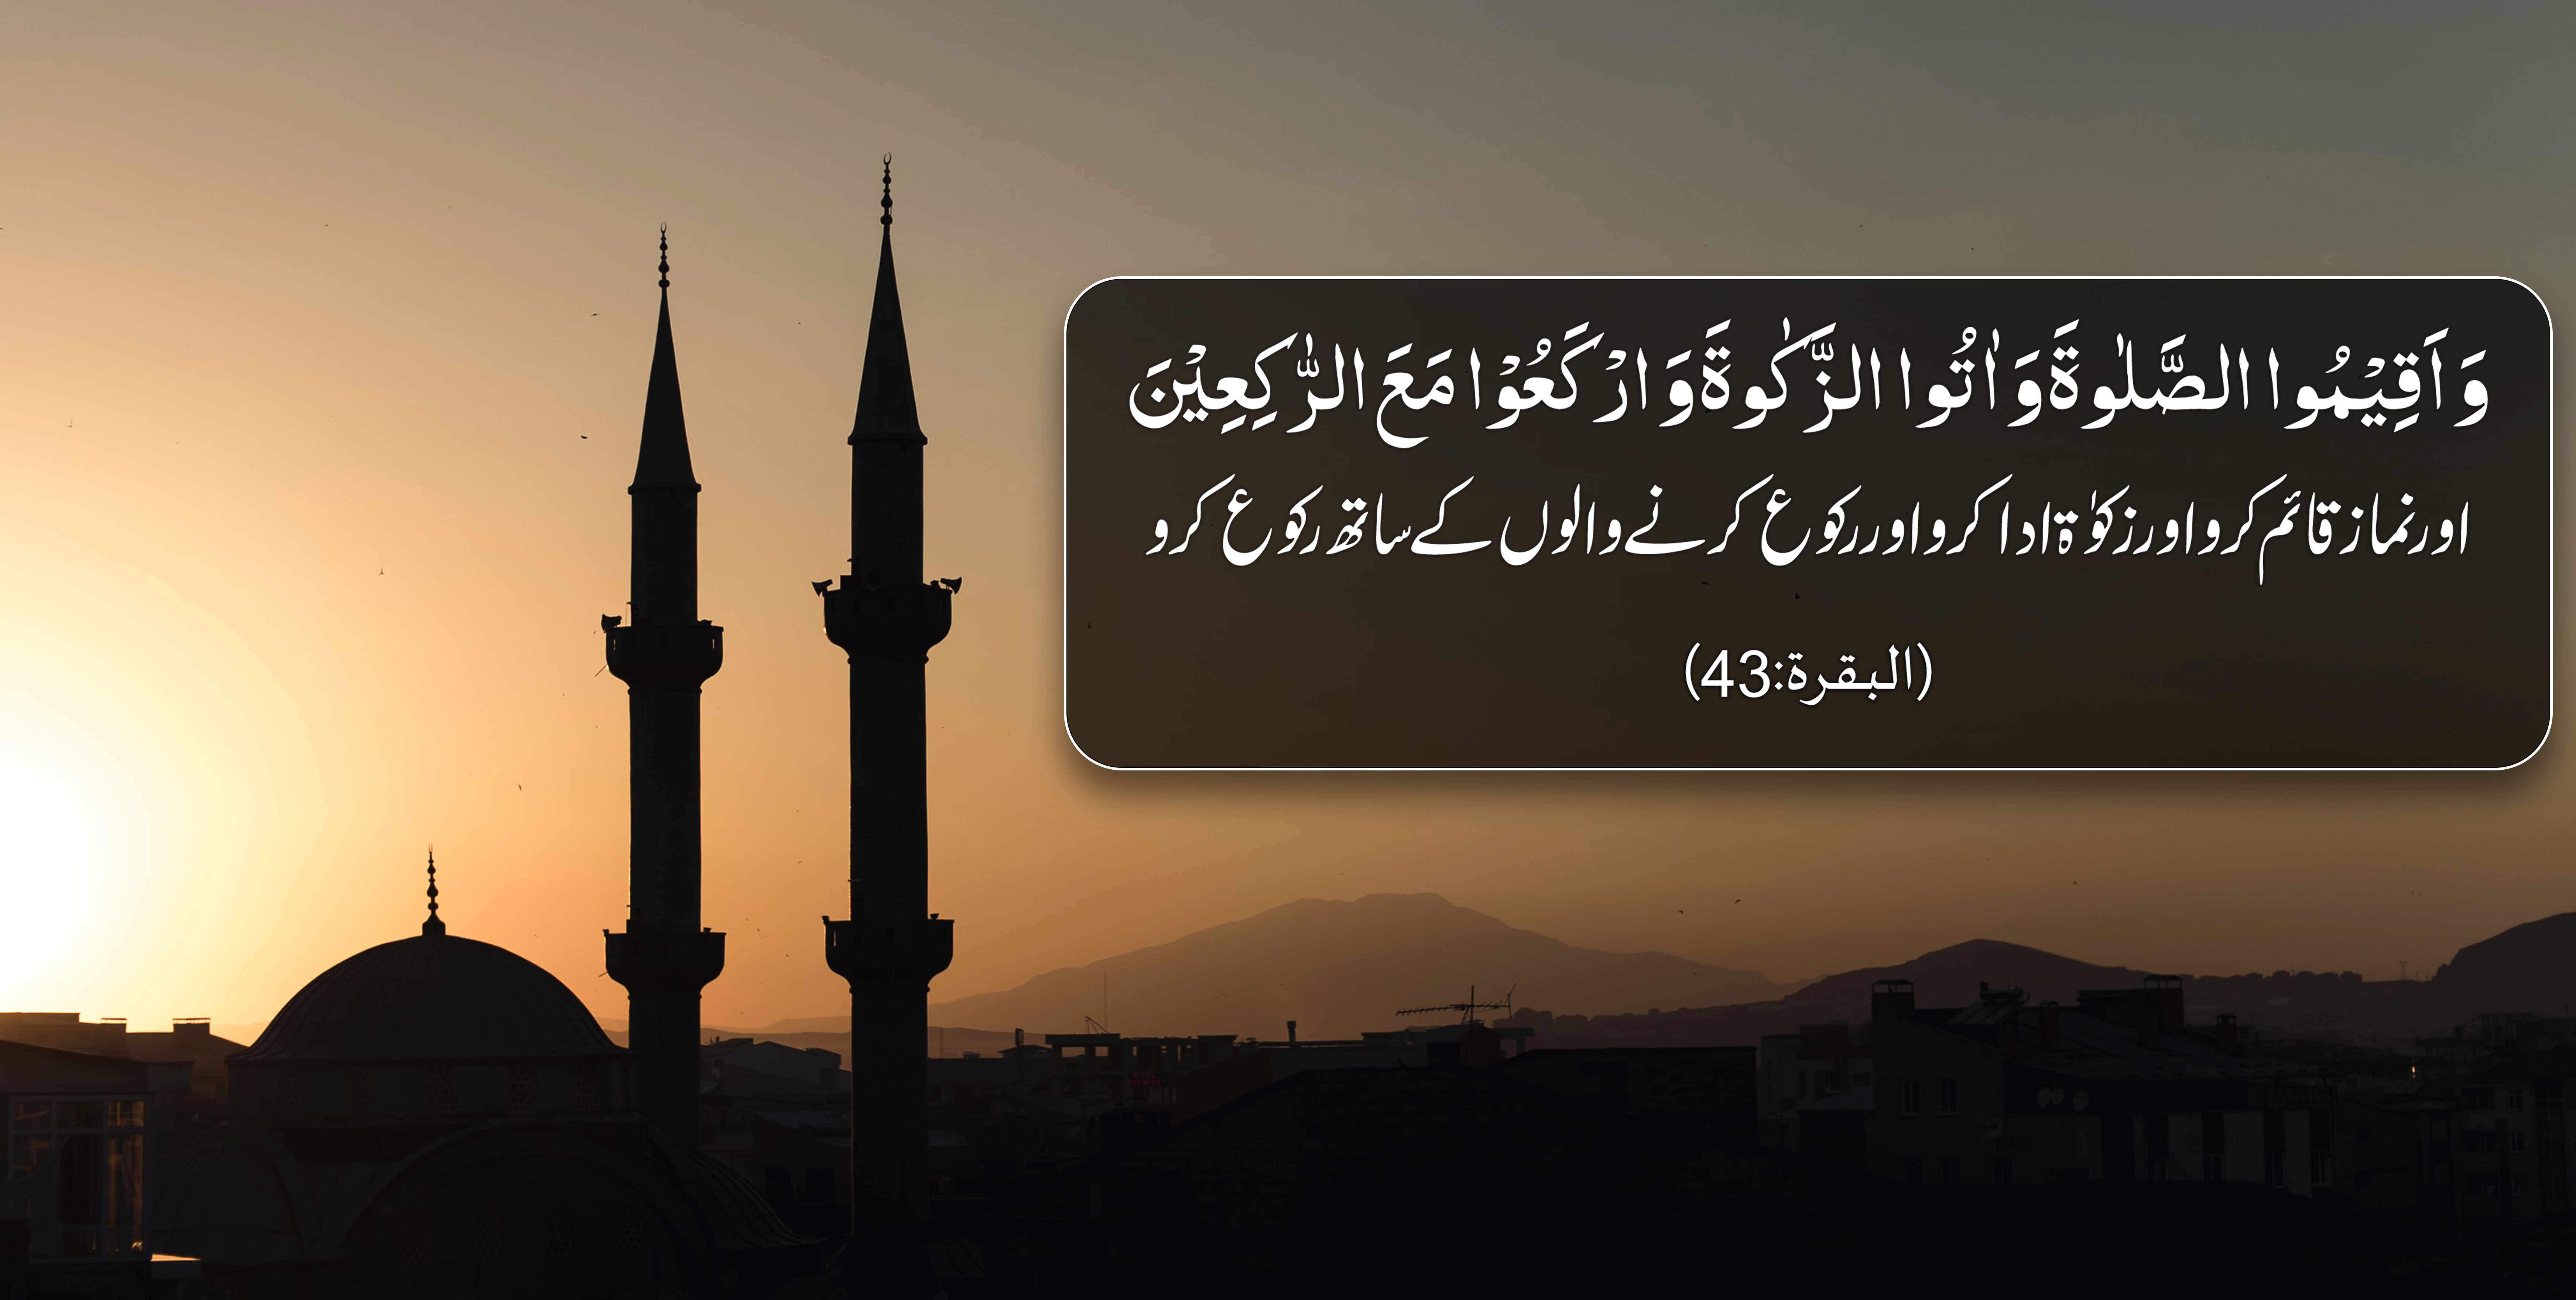 وَ اَقِیْمُوا الصَّلٰوةَ وَ اٰتُوا الزَّكٰوةَ وَ ارْكَعُوْا مَعَ الرّٰكِعِیْنَ
اور نماز قائم کرو اور زکوٰۃ ادا کرو اور رکوع کرنے والوں کے ساتھ رکوع کرو
(البقرة:43)